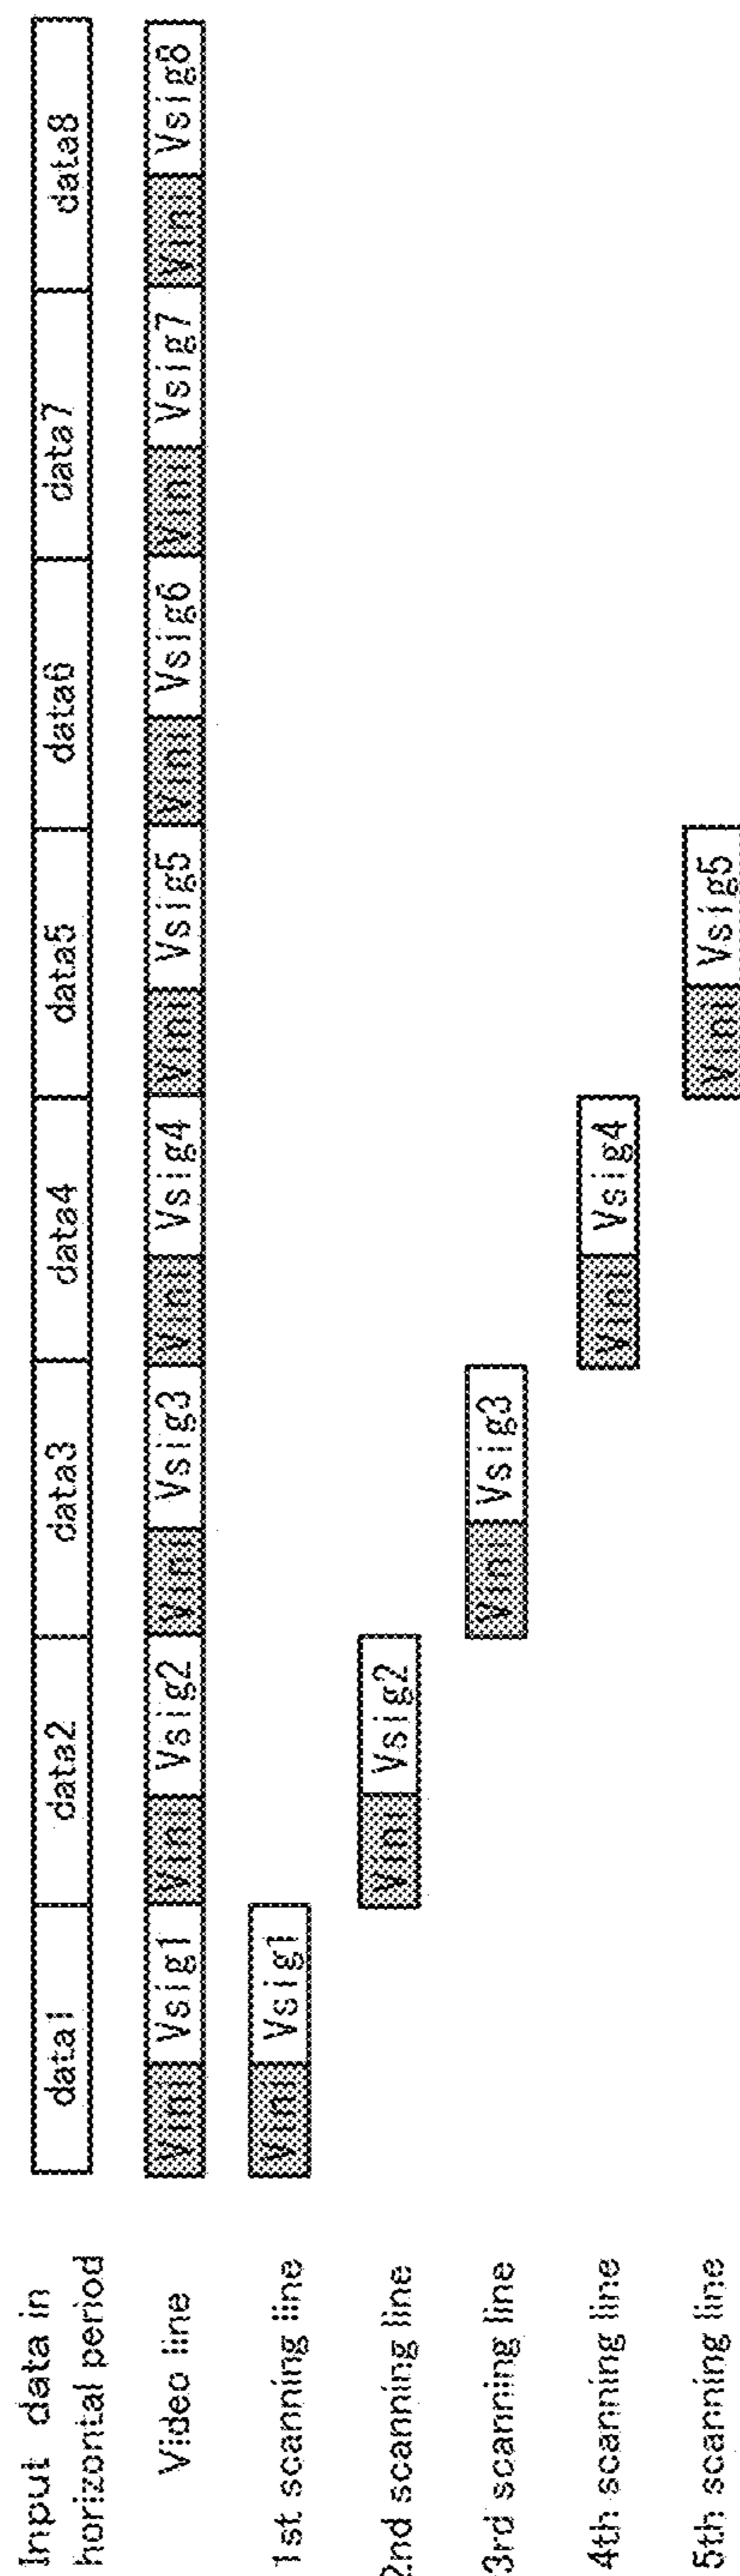 Input data in
horizontal period
data1
data2
data3
data4
data5
data6
data7
data8
Video line
Vini
Vsig1
Vini
Vsig2
Vini
Vsig3
Vini
Vsig4
Vini
Vsig5
Vini
Vsig6
Vini
Vsig7
Vini
Vsig8
1st scanning line
Vini
Vsig1
2nd scanning line
Vini
Vsig2
3rd scanning line
Vini
Vsig3
4th scanning line
Vini
Vsig4
5th scanning line
Vini
Vsig5